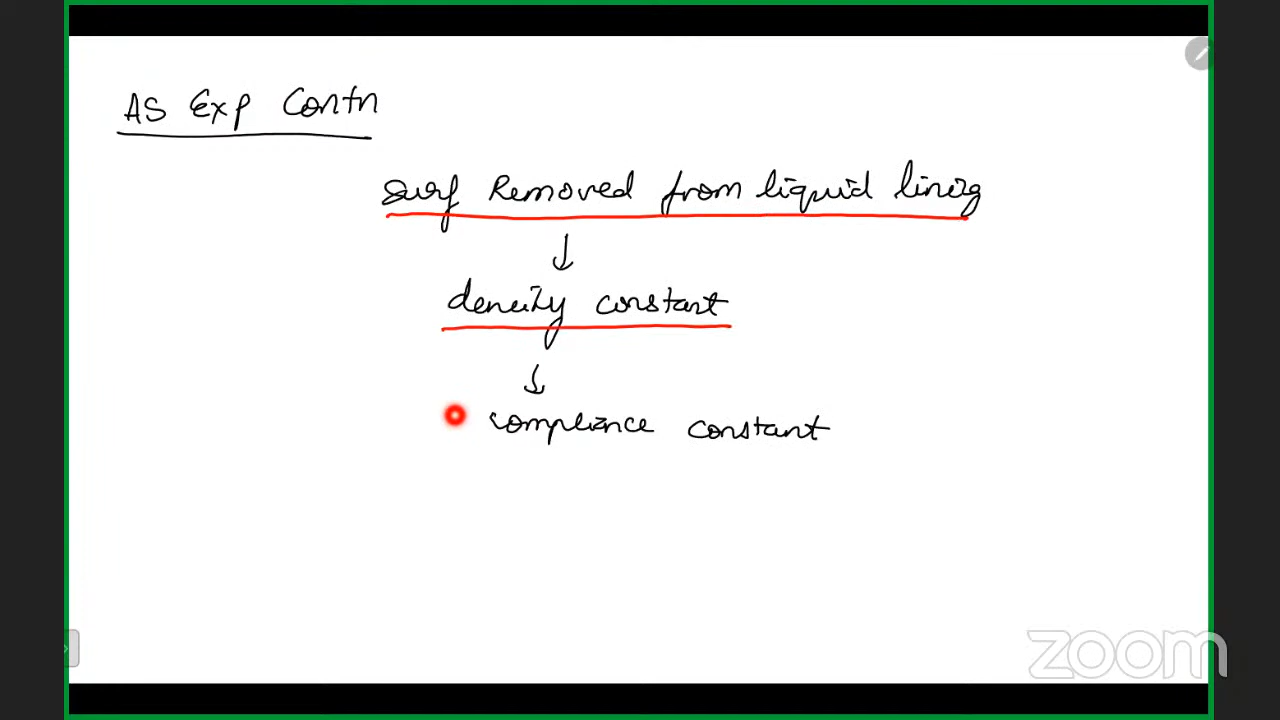 AS Exp Contn
Surf Removed from liquid lining
↓
density constant
↓
compliance constant
zoom